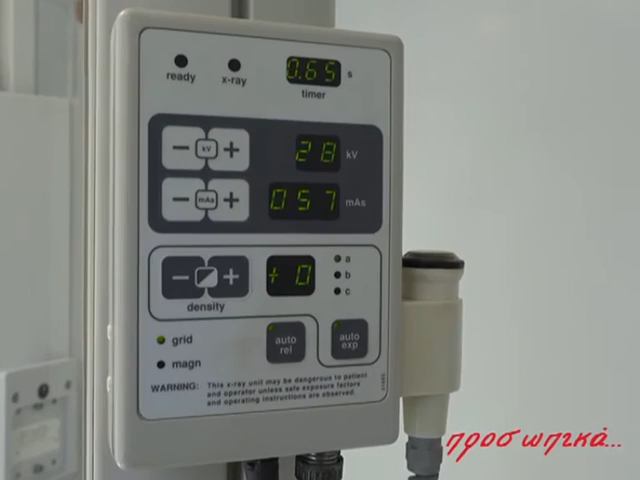 ready x-ray 0.65 s
timer
- kV + 28 kV
- mAs + 057 mAs
- + +0 a
b
c
density
grid auto rel auto exp
magn
WARNING: This x-ray unit may be dangerous to patient
and operator unless safe exposure factors
and operating instructions are observed.
προσωπικά...